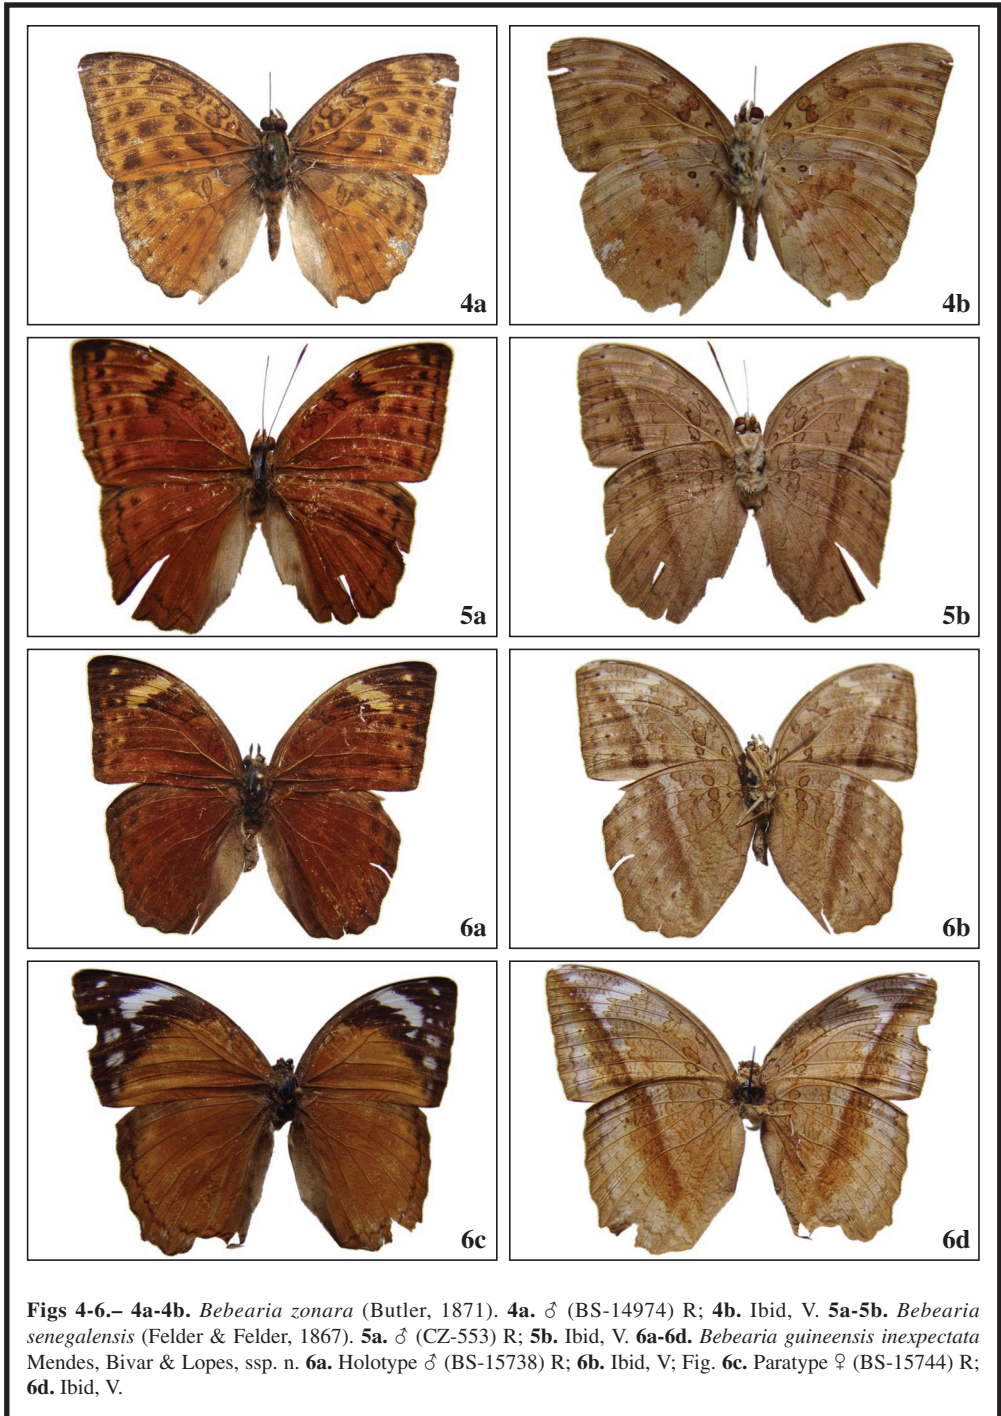 4a
4b
5a
5b
6a
6b
6c
6d
Figs 4-6.– 4a-4b. Bebearia zonara (Butler, 1871). 4a. ♂ (BS-14974) R; 4b. Ibid, V. 5a-5b. Bebearia
senegalensis (Felder & Felder, 1867). 5a. ♂ (CZ-553) R; 5b. Ibid, V. 6a-6d. Bebearia guineensis inexpectata
Mendes, Bivar & Lopes, ssp. n. 6a. Holotype ♂ (BS-15738) R; 6b. Ibid, V; Fig. 6c. Paratype ♀ (BS-15744) R;
6d. Ibid, V.